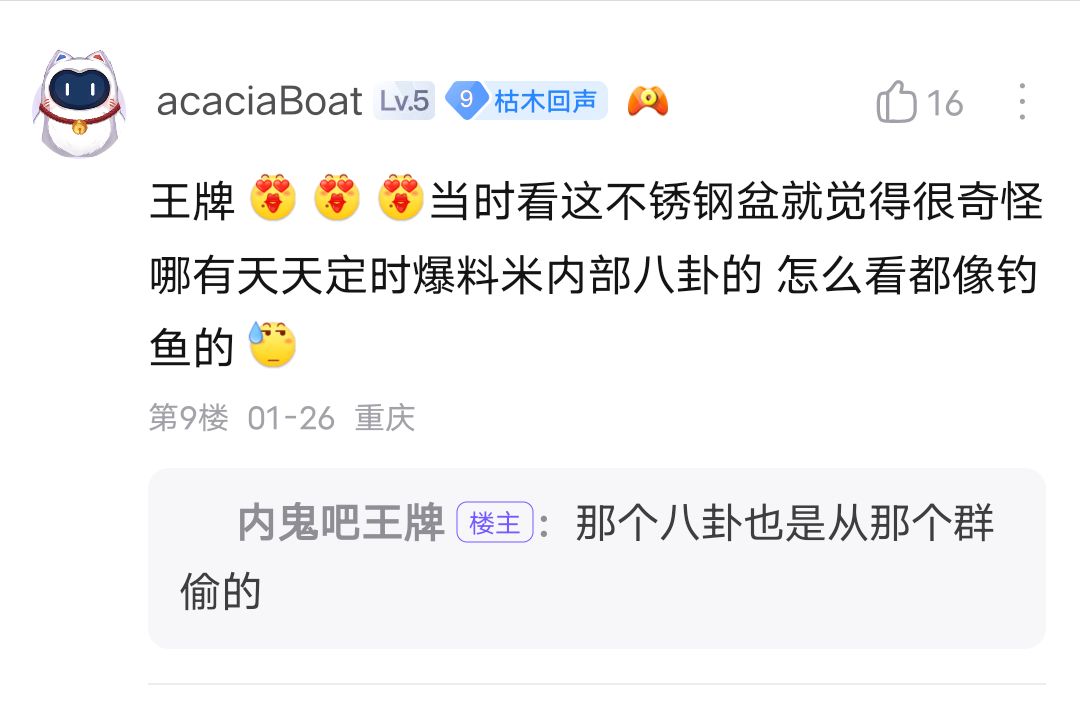 acaciaBoat Lv.5 9 枯木回声 16
王牌 当时看这不锈钢盆就觉得很奇怪
哪有天天定时爆料米内部八卦的 怎么看都像钓
鱼的
第9楼 01-26 重庆
内鬼吧王牌 楼主：那个八卦也是从那个群
偷的